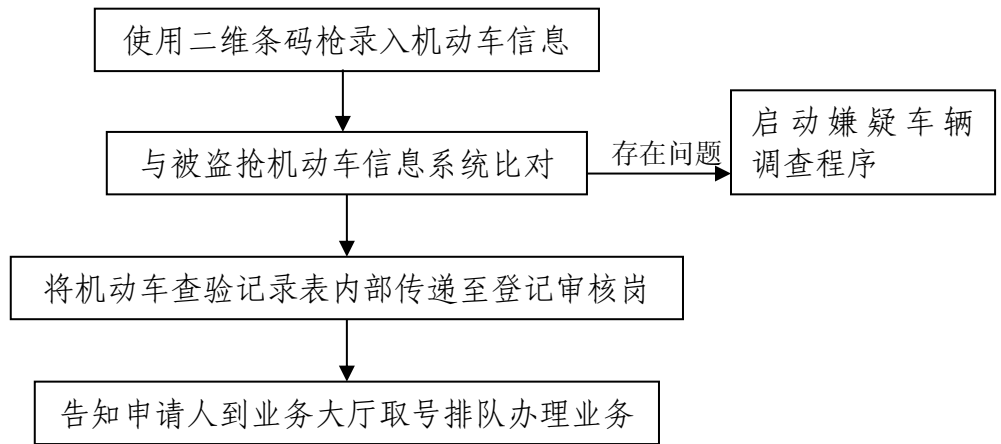 使用二维条码枪录入机动车信息
与被盗抢机动车信息系统比对
存在问题
启动嫌疑车辆
调查程序
将机动车查验记录表内部传递至登记审核岗
告知申请人到业务大厅取号排队办理业务